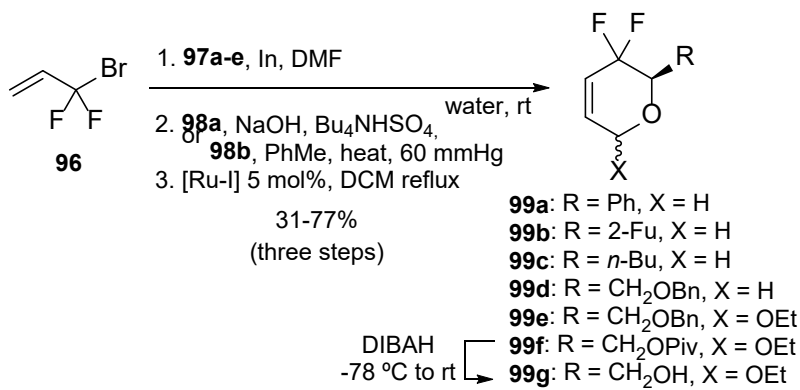 F F
R
Br
F F
96
O
X
1. 97a-e, In, DMF
water, rt
2. 98a, NaOH, Bu4NHSO4,
or
98b, PhMe, heat, 60 mmHg
3. [Ru-I] 5 mol%, DCM reflux
31-77%
(three steps)
99a: R = Ph, X = H
99b: R = 2-Fu, X = H
99c: R = n-Bu, X = H
99d: R = CH2OBn, X = H
99e: R = CH2OBn, X = OEt
99f: R = CH2OPiv, X = OEt
99g: R = CH2OH, X = OEt
DIBAH
-78 ºC to rt